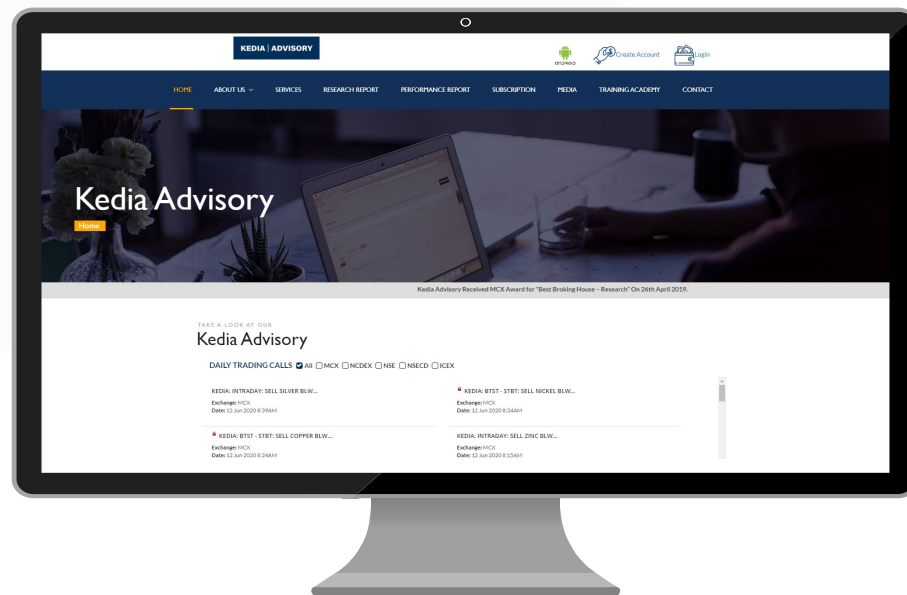 KEDIA | ADVISORY
ANDROID
Create Account
Login
HOME ABOUT US SERVICES RESEARCH REPORT PERFORMANCE REPORT SUBSCRIPTION MEDIA TRAINING ACADEMY CONTACT
Kedia Advisory
Home
Kedia Advisory Received MCX Award for "Best Broking House – Research" On 26th April 2019.
TAKE A LOOK AT OUR
Kedia Advisory
DAILY TRADING CALLS All MCX NCDEX NSE NSECD ICEX
KEDIA: INTRADAY: SELL SILVER BLW...
Exchange: MCX
Date: 12 Jun 2020 8:39AM
KEDIA: BTST - STBT: SELL NICKEL BLW...
Exchange: MCX
Date: 12 Jun 2020 8:34AM
KEDIA: BTST - STBT: SELL COPPER BLW...
Exchange: MCX
Date: 12 Jun 2020 8:24AM
KEDIA: INTRADAY: SELL ZINC BLW...
Exchange: MCX
Date: 12 Jun 2020 8:15AM